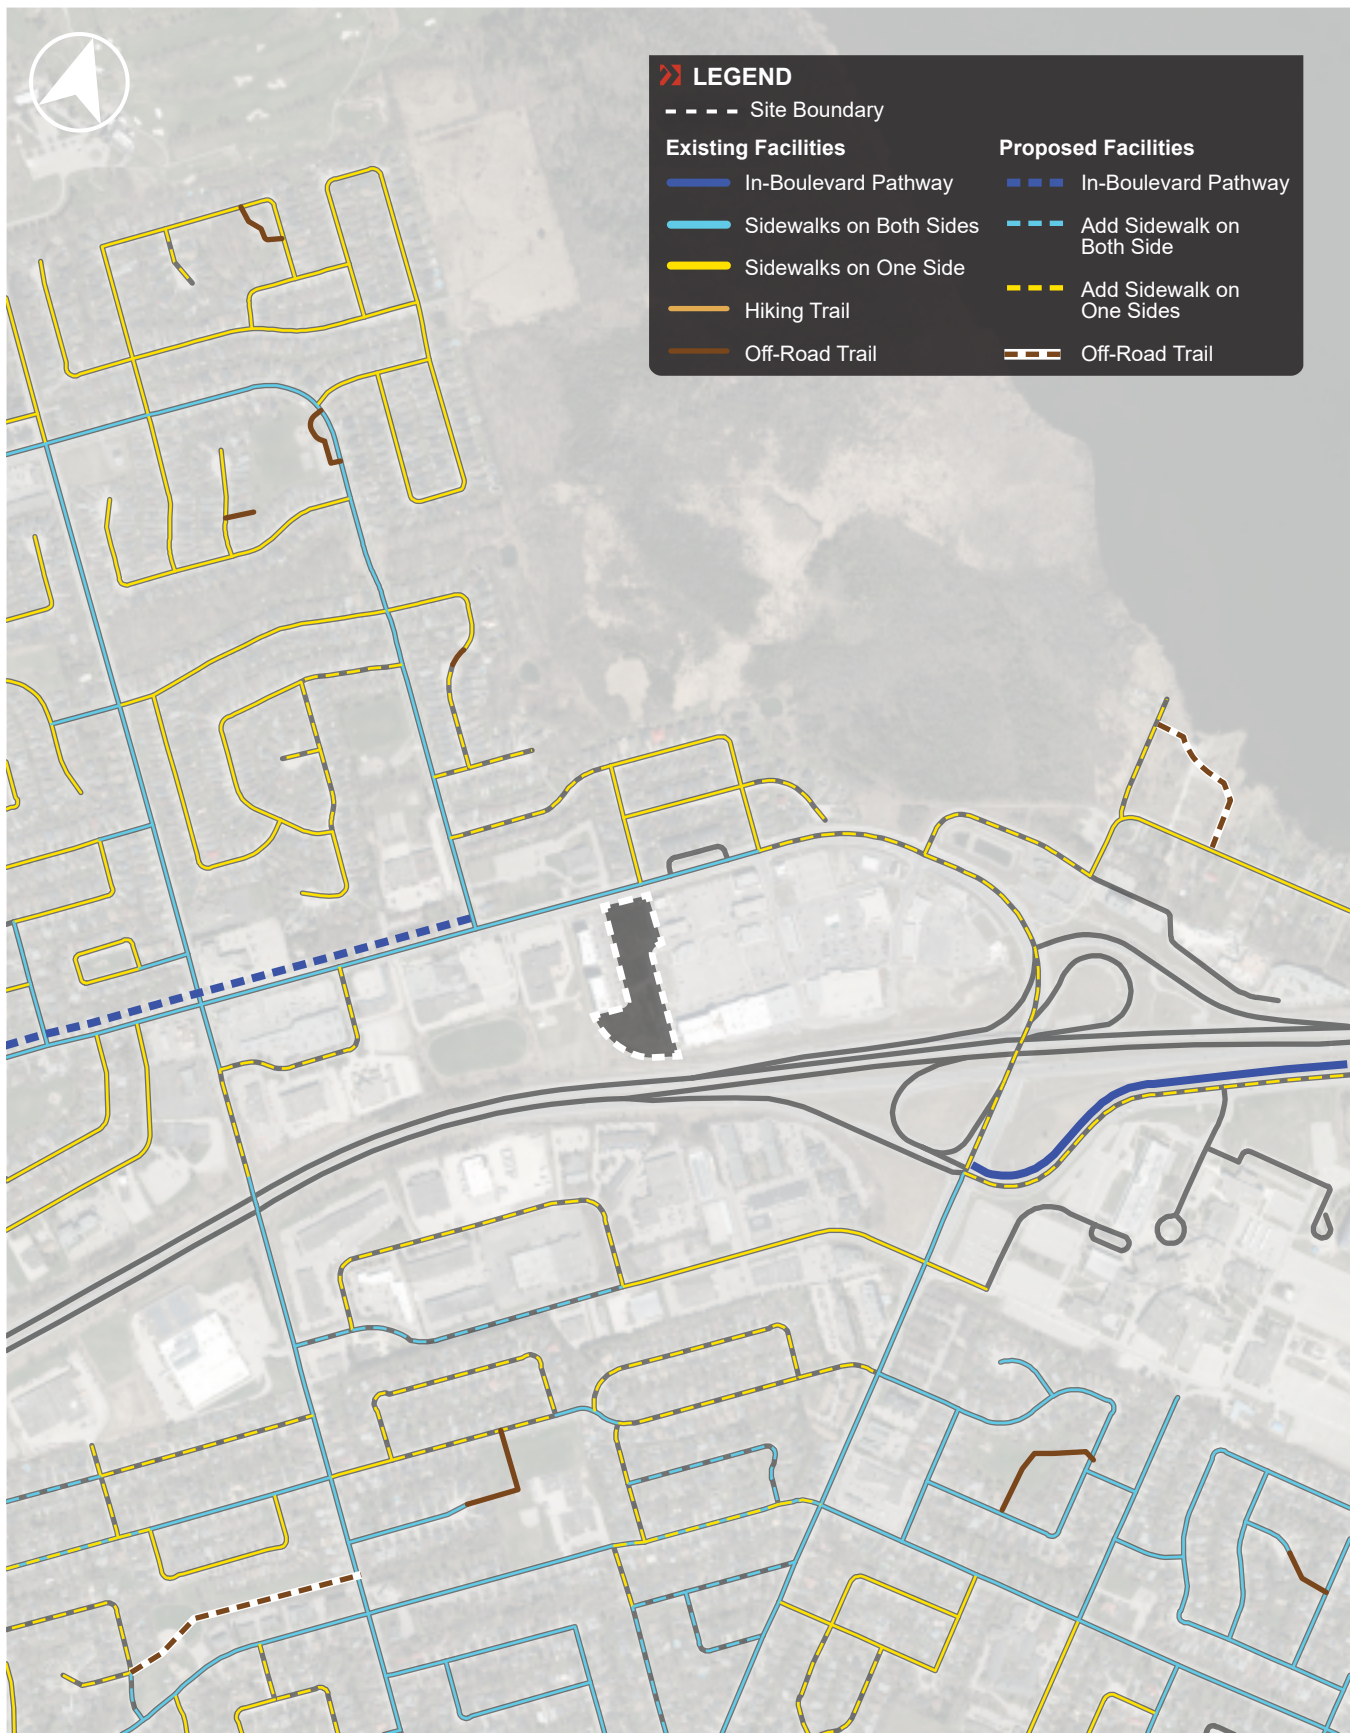 LEGEND
Site Boundary
Existing Facilities
In-Boulevard Pathway
Sidewalks on Both Sides
Sidewalks on One Side
Hiking Trail
Off-Road Trail
Proposed Facilities
In-Boulevard Pathway
Add Sidewalk on
Both Side
Add Sidewalk on
One Sides
Off-Road Trail